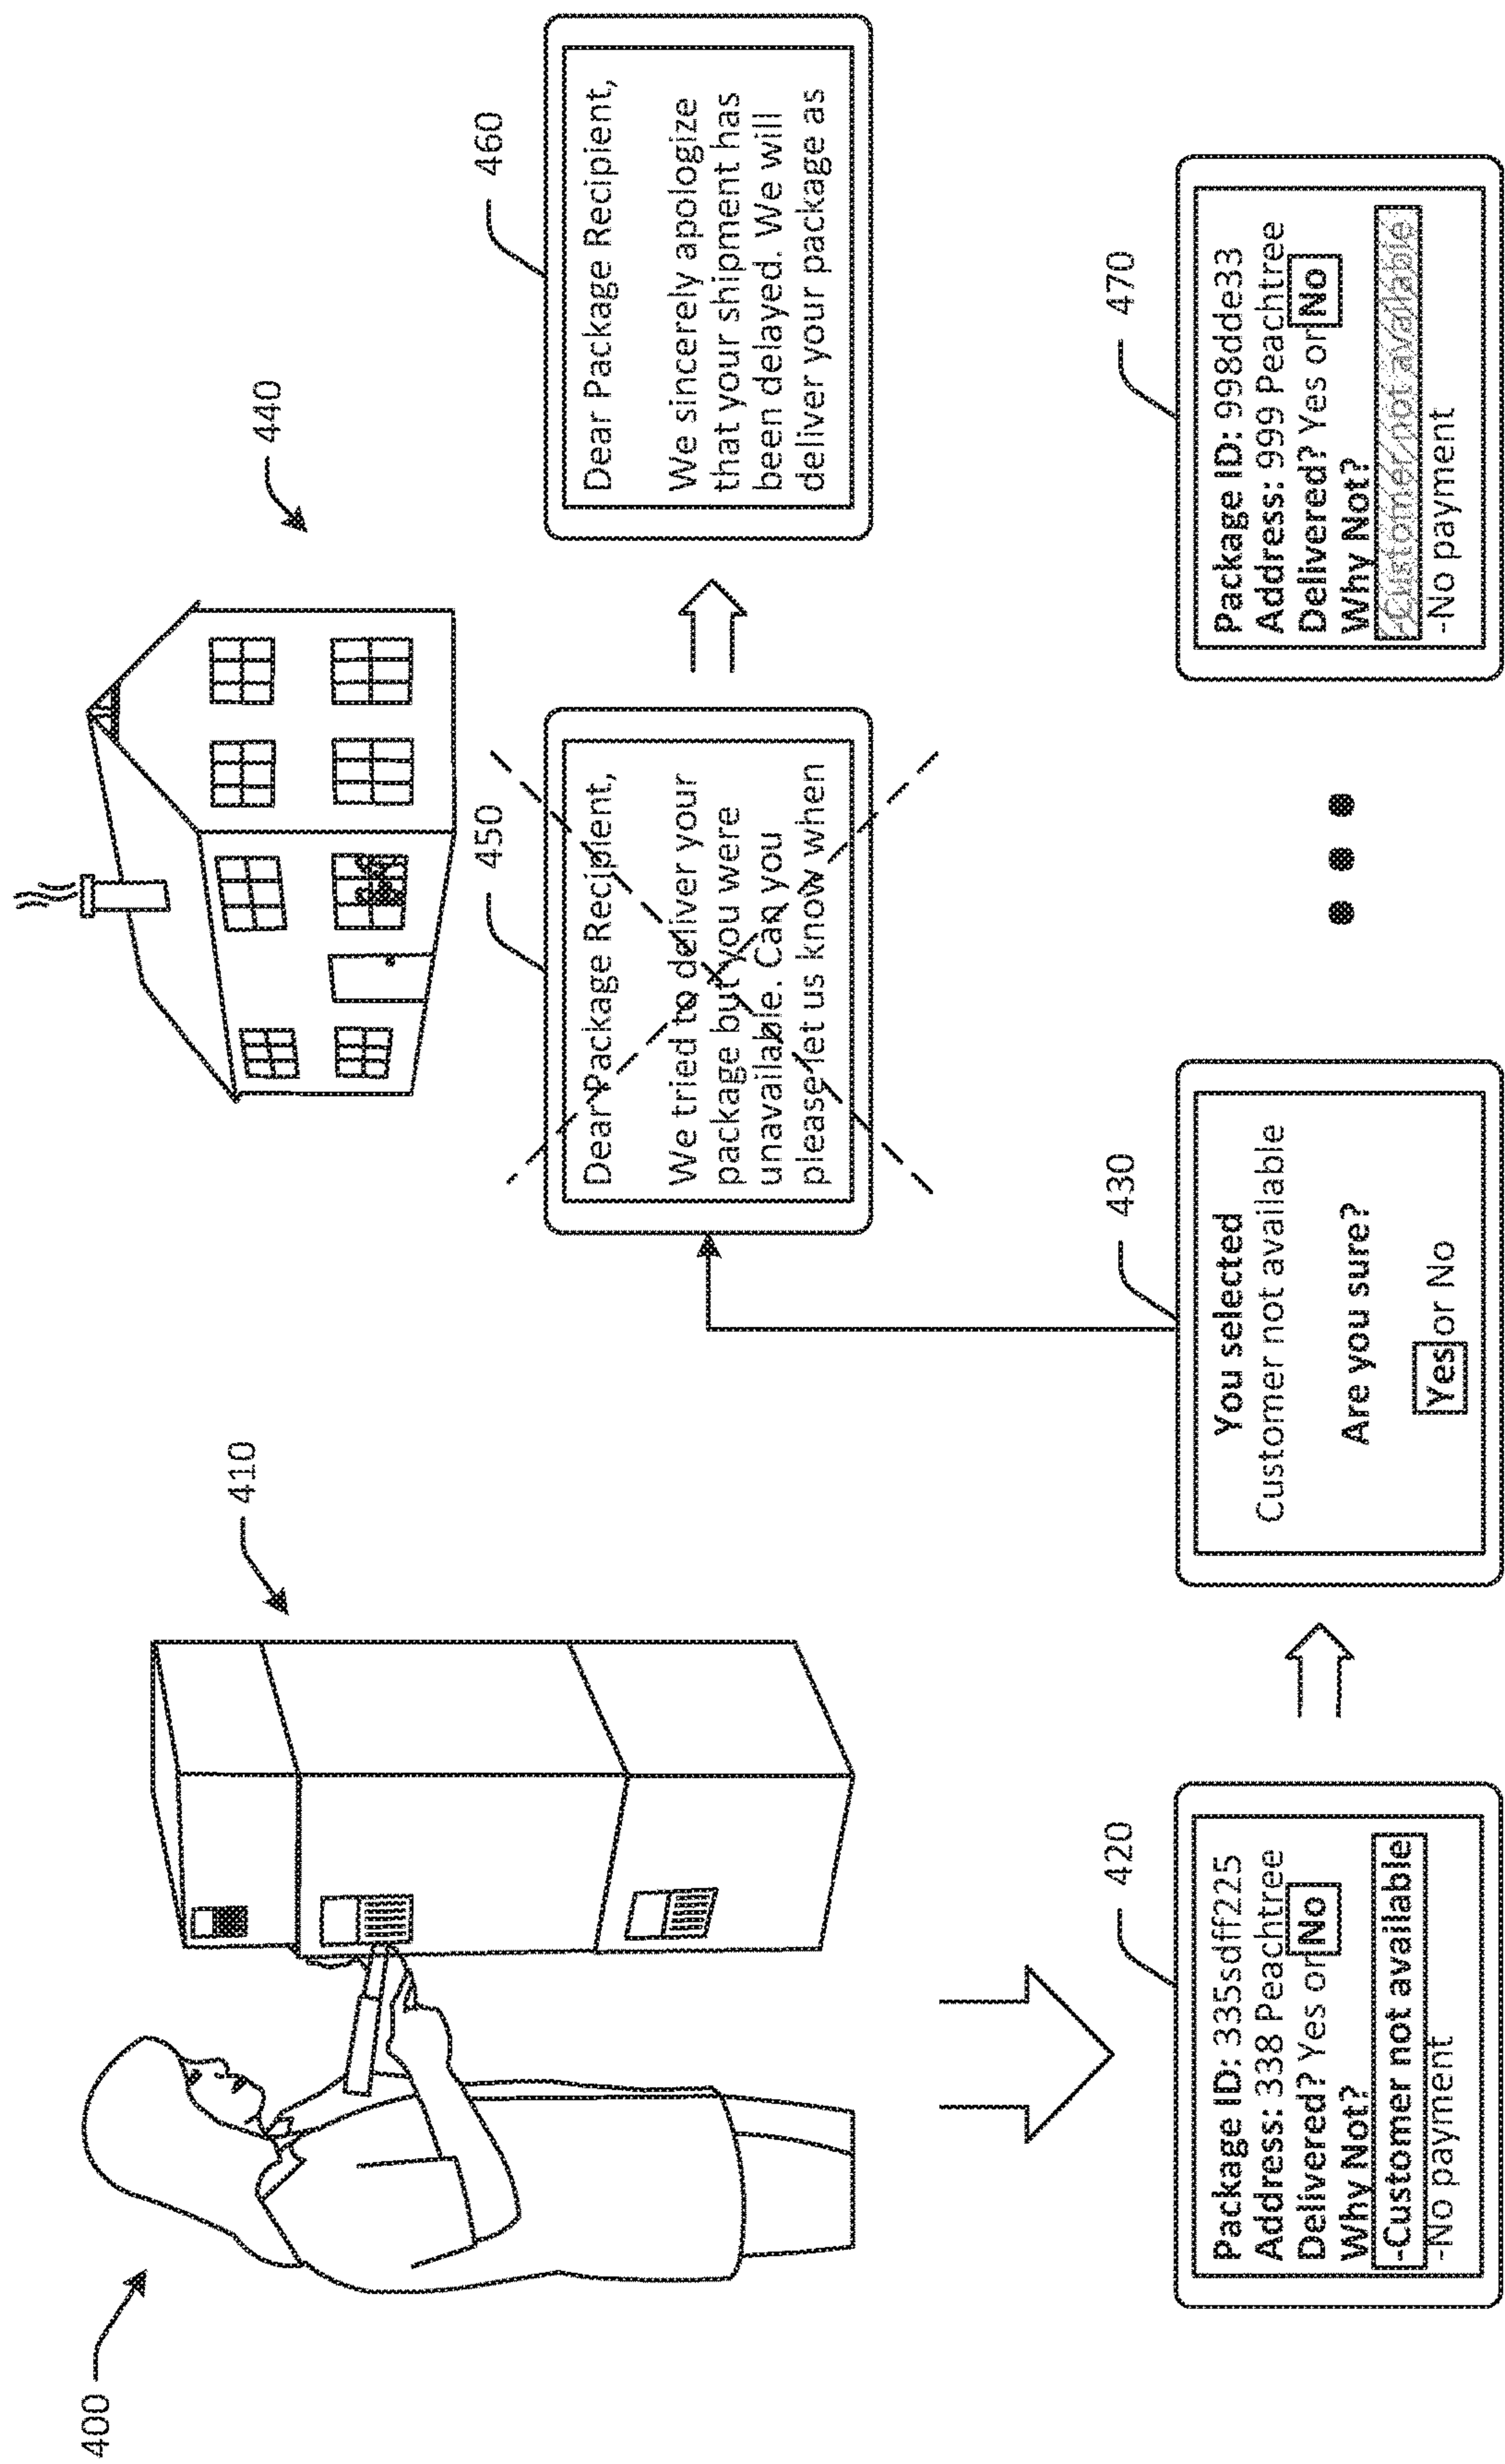 400
410
440
420
Package ID: 335sdff225
Address: 338 Peachtree
Delivered? Yes or No
Why Not?
-Customer not available
-No payment
430
You selected
Customer not available
Are you sure?
Yes or No
450
Dear Package Recipient,
We tried to deliver your
package but you were
unavailable. Can you
please let us know when
460
Dear Package Recipient,
We sincerely apologize
that your shipment has
been delayed. We will
deliver your package as
470
Package ID: 998dde33
Address: 999 Peachtree
Delivered? Yes or No
Why Not?
-Customer not available
-No payment